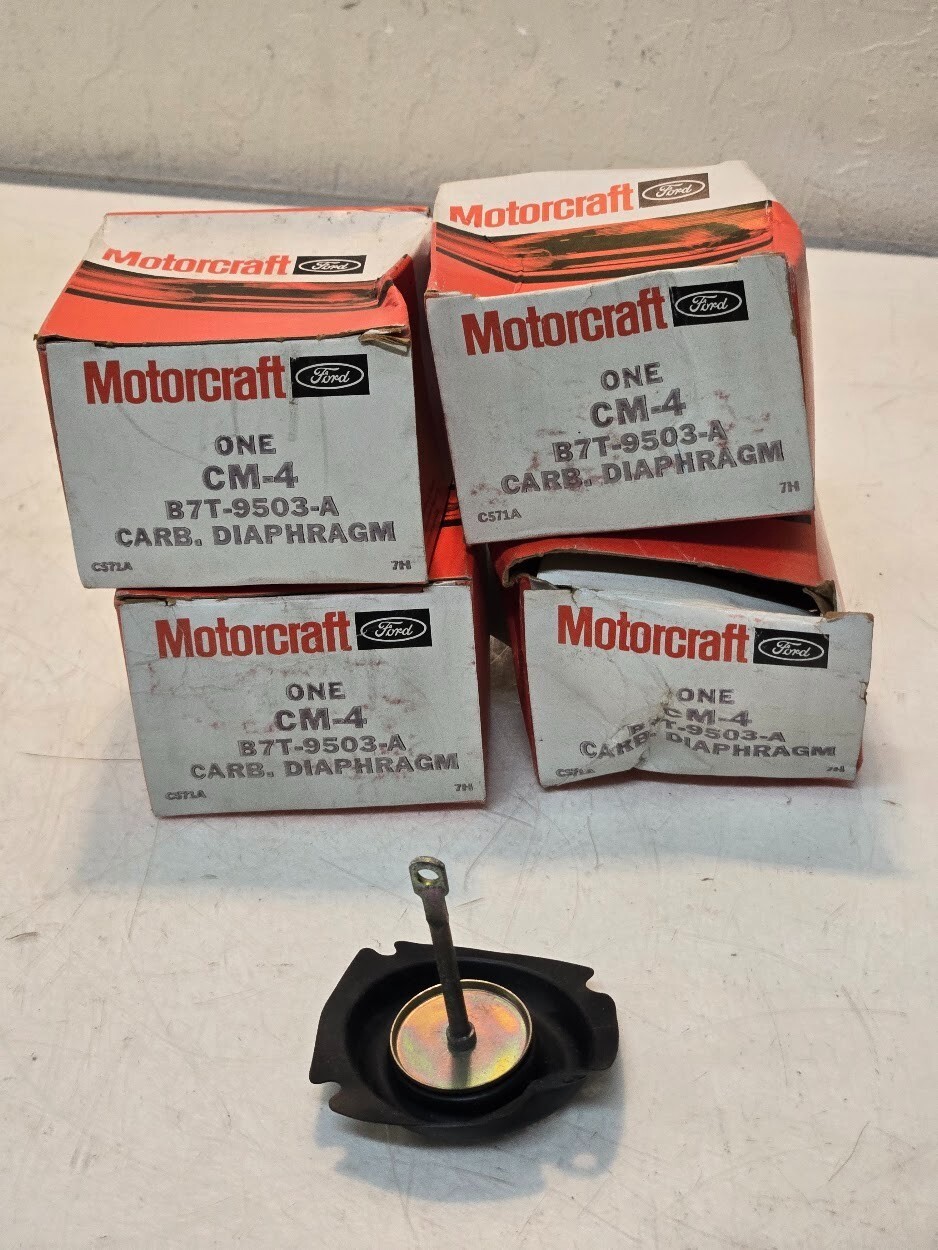 Motorcraft Ford
Motorcraft Ford
ONE
CM-4
B7T-9503-A
CARB. DIAPHRAGM
C571A 7H
Motorcraft Ford
Motorcraft Ford
ONE
CM-4
B7T-9503-A
CARB. DIAPHRAGM
C571A 7H
Motorcraft Ford
ONE
CM-4
B7T-9503-A
CARB. DIAPHRAGM
C571A 7H
Motorcraft Ford
ONE
CM-4
T-9503-A
CARB. DIAPHRAGM
7H